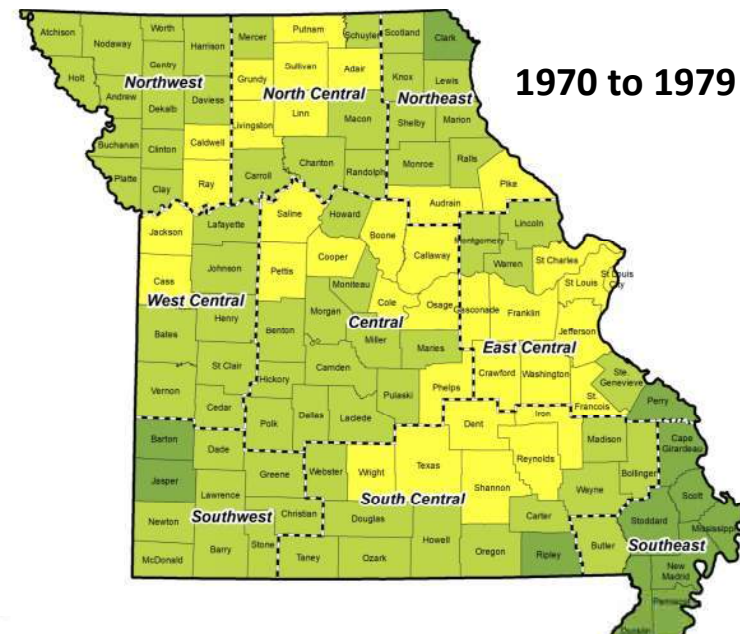 1970 to 1979
Atchison
Nodaway
Worth
Harrison
Mercer
Putnam
Schuyler
Scotland
Clark
Holt
Gentry
Northwest
Andrew
Dekalb
Daviess
Grundy
Sullivan
Adair
North Central
Knox
Lewis
Northeast
Buchanan
Clinton
Caldwell
Livingston
Linn
Macon
Shelby
Marion
Platte
Clay
Ray
Carroll
Chariton
Randolph
Monroe
Ralls
Pike
Audrain
Jackson
Lafayette
Saline
Howard
Boone
Callaway
Montgomery
Lincoln
Warren
St Charles
Cass
Johnson
Pettis
Cooper
Moniteau
Cole
Osage
Gasconade
Franklin
St Louis
St Louis
City
Jefferson
West Central
Central
East Central
Bates
Henry
Benton
Morgan
Miller
Maries
Crawford
Washington
Ste.
Genevieve
St.
Francois
Perry
Vernon
St Clair
Hickory
Camden
Pulaski
Phelps
Cedar
Polk
Dallas
Laclede
Dent
Iron
Madison
Cape
Girardeau
Barton
Dade
Greene
Webster
Wright
Texas
Reynolds
Shannon
Bollinger
Wayne
Jasper
Lawrence
Christian
Southwest
South Central
Douglas
Carter
Scott
Stoddard
Mississippi
Southeast
Newton
McDonald
Barry
Stone
Taney
Ozark
Howell
Oregon
Ripley
Butler
New
Madrid
Pemiscot
Dunklin